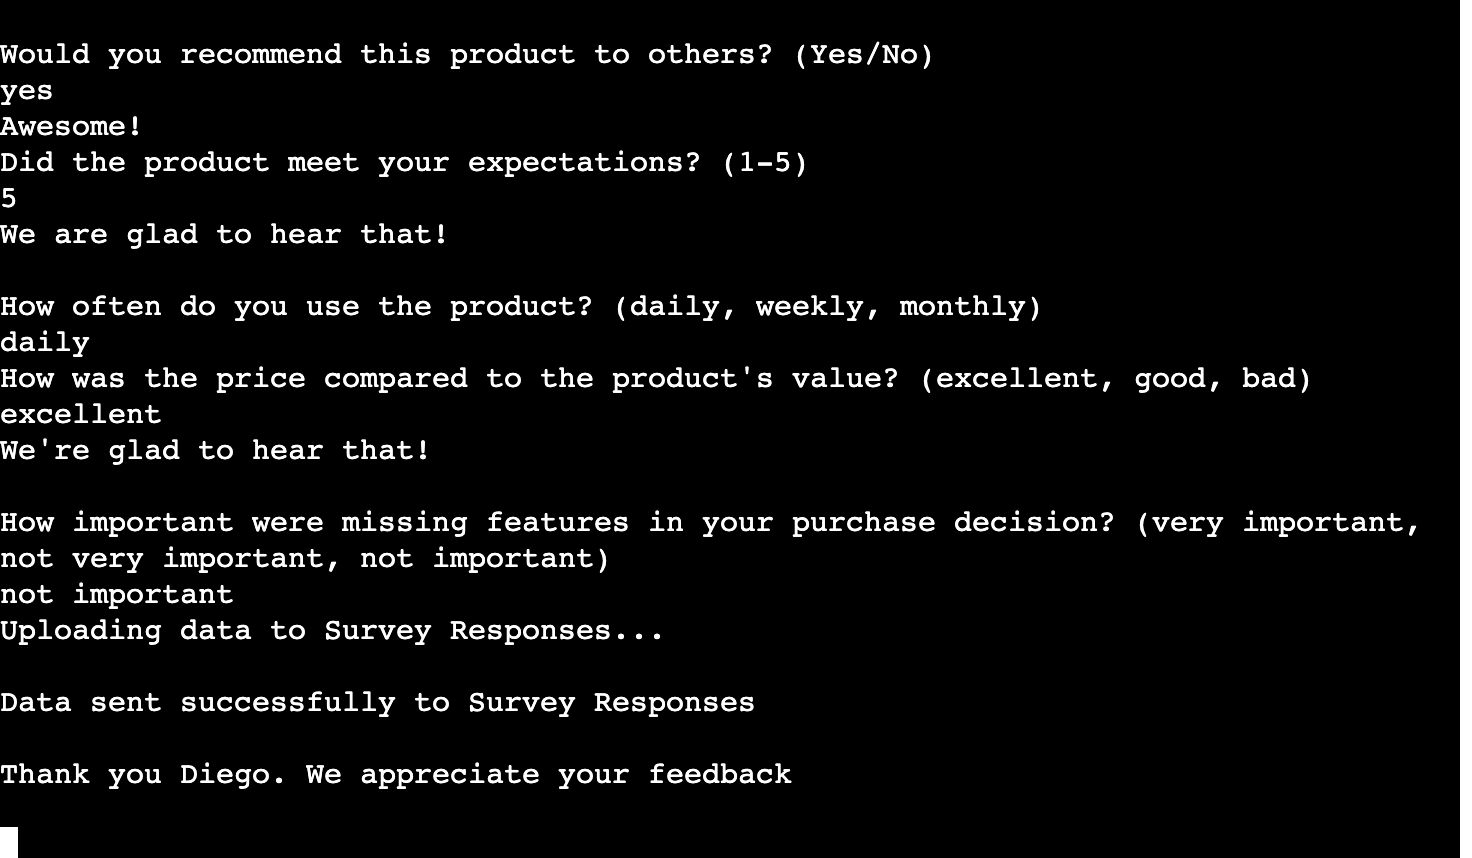 Would you recommend this product to others? (Yes/No)
yes
Awesome!
Did the product meet your expectations? (1-5)
5
We are glad to hear that!
How often do you use the product? (daily, weekly, monthly)
daily
How was the price compared to the product's value? (excellent, good, bad)
excellent
We're glad to hear that!
How important were missing features in your purchase decision? (very important,
not very important, not important)
not important
Uploading data to Survey Responses...
Data sent successfully to Survey Responses
Thank you Diego. We appreciate your feedback